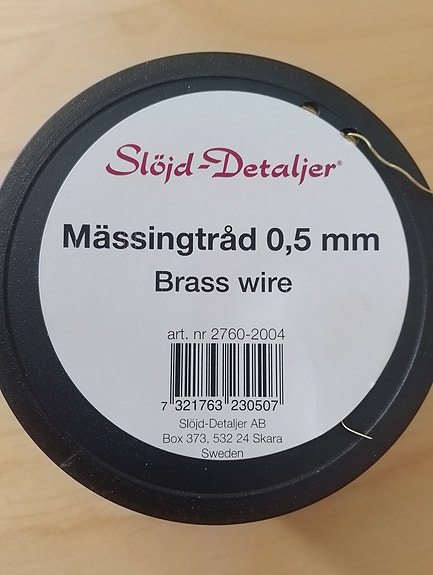 Slöjd-Detaljer®
Mässingtråd 0,5 mm
Brass wire
art. nr 2760-2004
7 321763 230507
Slöjd-Detaljer AB
Box 373, 532 24 Skara
Sweden